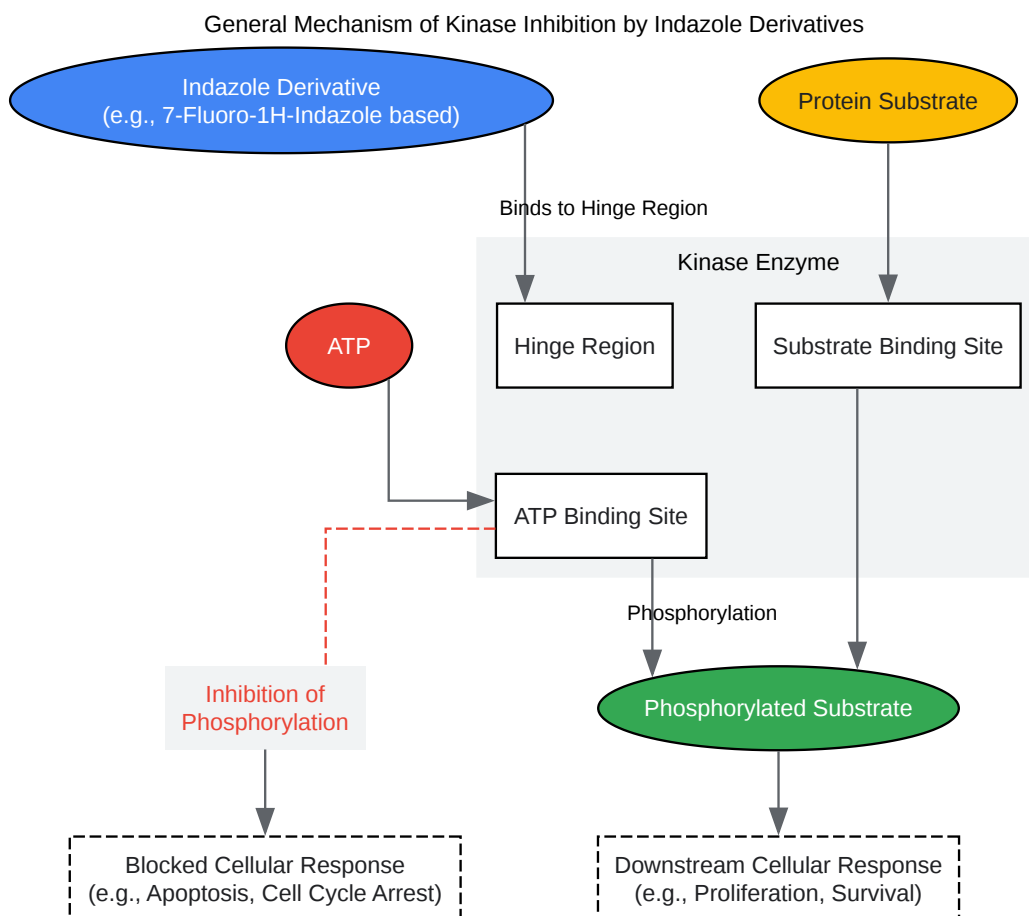 General Mechanism of Kinase Inhibition by Indazole Derivatives
Indazole Derivative
(e.g., 7-Fluoro-1H-Indazole based)
Protein Substrate
Binds to Hinge Region
Kinase Enzyme
ATP
Hinge Region
Substrate Binding Site
ATP Binding Site
Phosphorylation
Inhibition of
Phosphorylation
Phosphorylated Substrate
Blocked Cellular Response
(e.g., Apoptosis, Cell Cycle Arrest)
Downstream Cellular Response
(e.g., Proliferation, Survival)